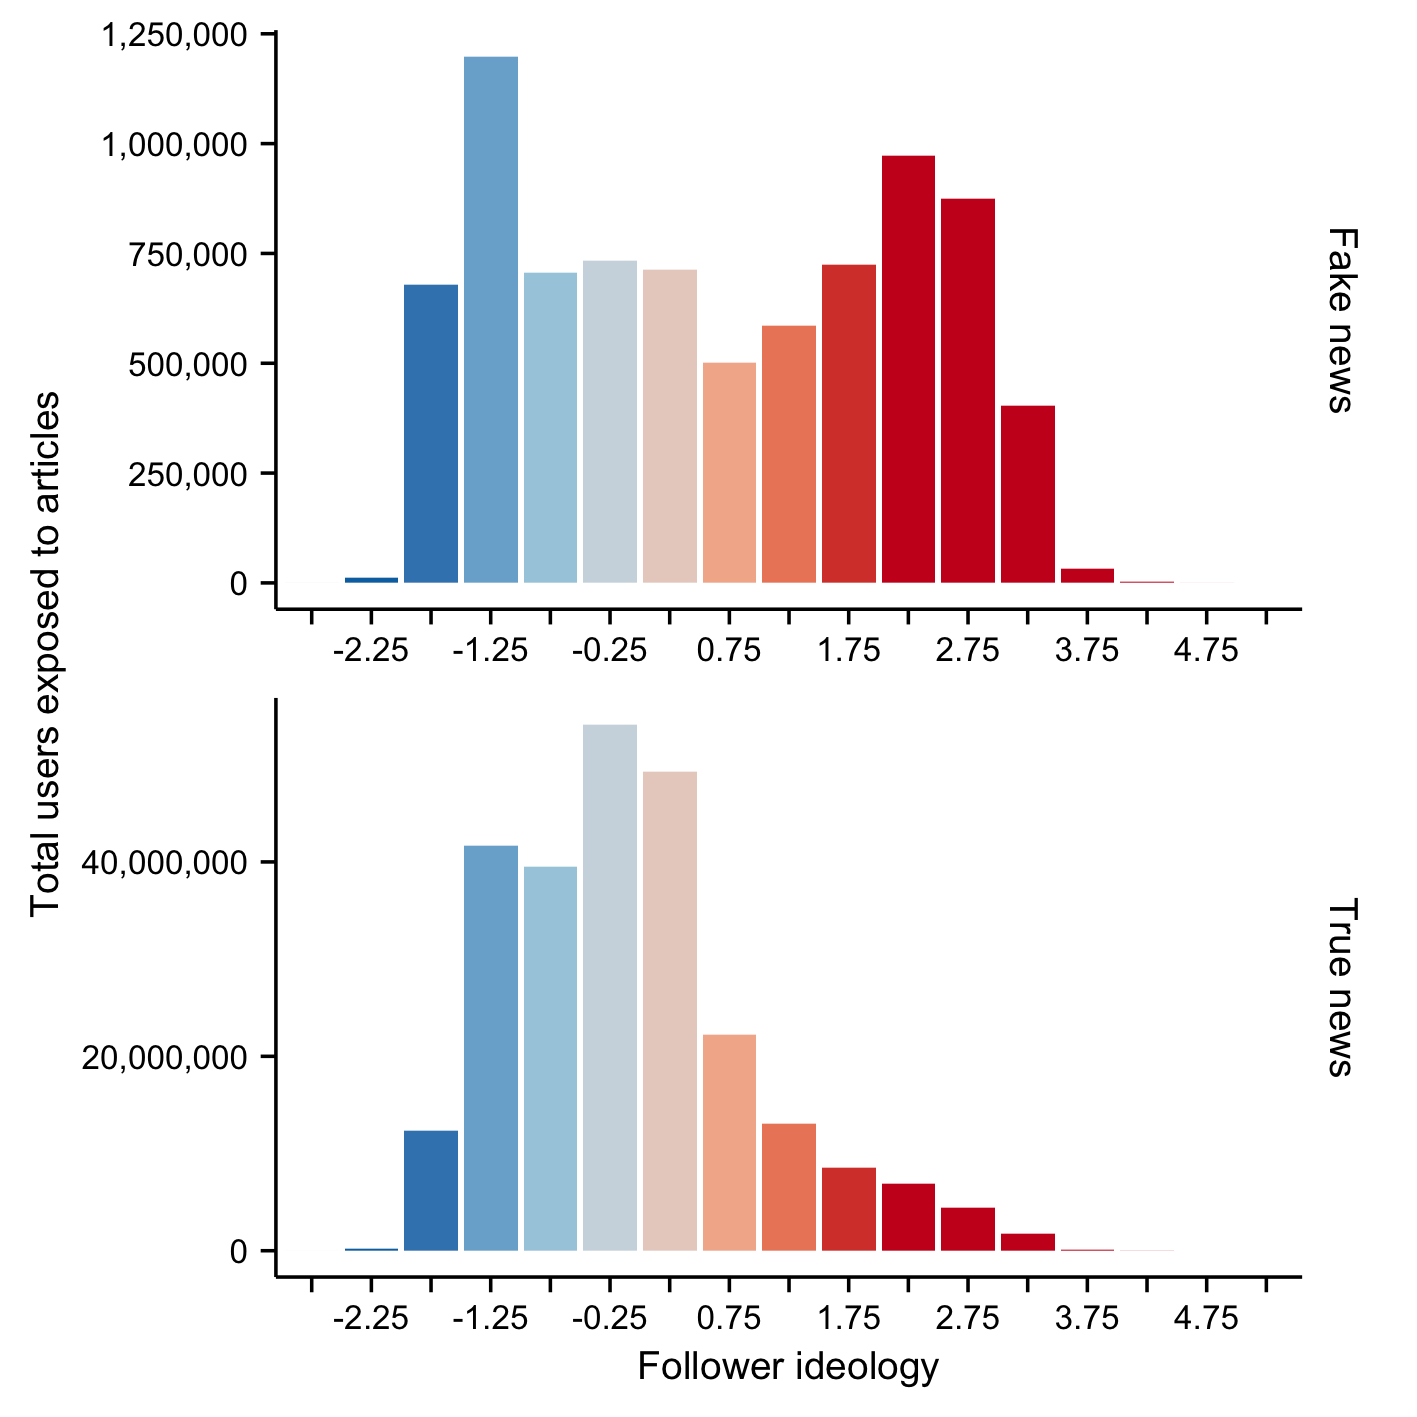 Total users exposed to articles
1,250,000
1,000,000
750,000
500,000
250,000
0
-2.25 -1.25 -0.25 0.75 1.75 2.75 3.75 4.75
Fake news
40,000,000
20,000,000
0
-2.25 -1.25 -0.25 0.75 1.75 2.75 3.75 4.75
True news
Follower ideology